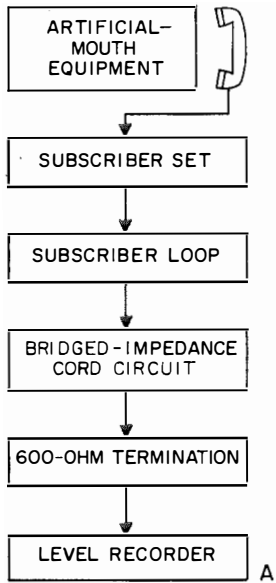 ARTIFICIAL-
MOUTH
EQUIPMENT
SUBSCRIBER SET
SUBSCRIBER LOOP
BRIDGED-IMPEDANCE
CORD CIRCUIT
600-OHM TERMINATION
LEVEL RECORDER
A